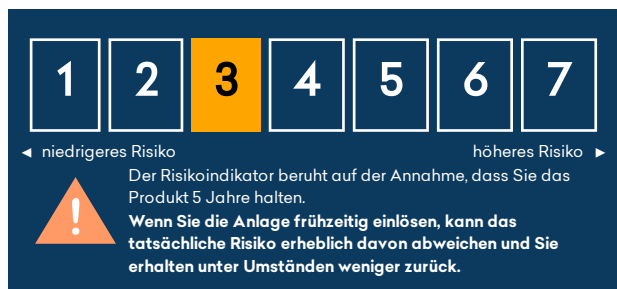 1 2 3 4 5 6 7
◄ niedrigeres Risiko höheres Risiko ►
Der Risikoindikator beruht auf der Annahme, dass Sie das
Produkt 5 Jahre halten.
Wenn Sie die Anlage frühzeitig einlösen, kann das
tatsächliche Risiko erheblich davon abweichen und Sie
erhalten unter Umständen weniger zurück.